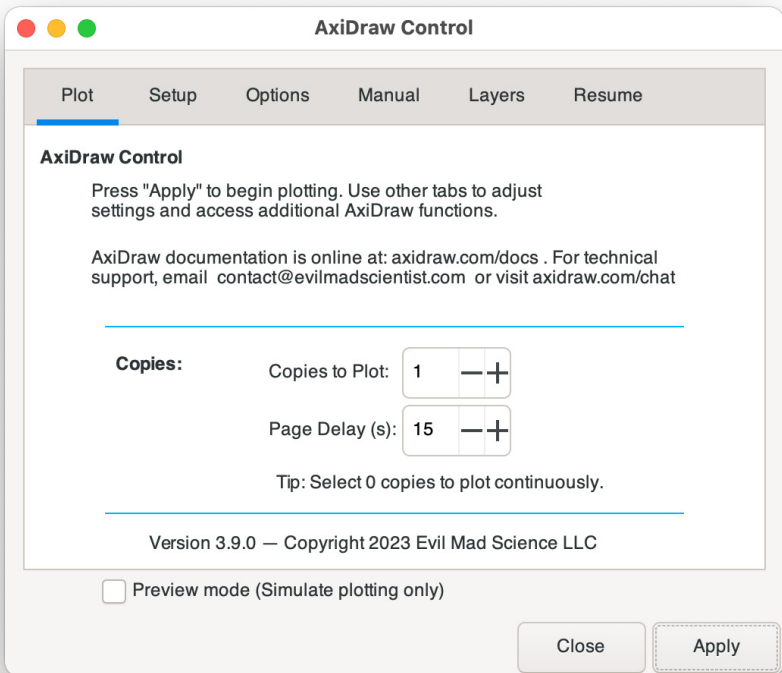 AxiDraw Control
Plot Setup Options Manual Layers Resume
AxiDraw Control
Press "Apply" to begin plotting. Use other tabs to adjust
settings and access additional AxiDraw functions.
AxiDraw documentation is online at: axidraw.com/docs . For technical
support, email  contact@evilmadscientist.com  or visit axidraw.com/chat
Copies:
Copies to Plot: 1
Page Delay (s): 15
Tip: Select 0 copies to plot continuously.
Version 3.9.0 — Copyright 2023 Evil Mad Science LLC
Preview mode (Simulate plotting only)
Close Apply